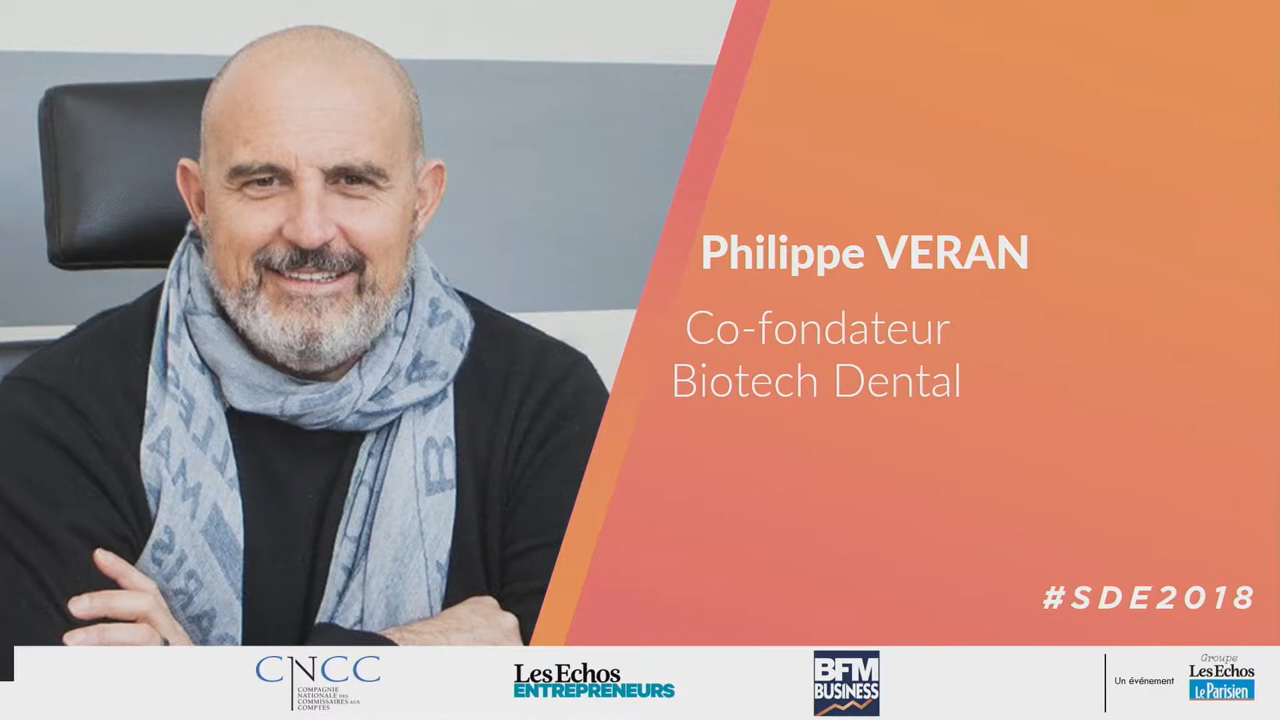 Philippe VERAN
Co-fondateur
Biotech Dental
#SDE2018
CNCC
COMPAGNIE
NATIONALE DES
COMMISSAIRES AUX
COMPTES
Les Echos
ENTREPRENEURS
BFM
BUSINESS
Un événement
Groupe
Les Echos
Le Parisien